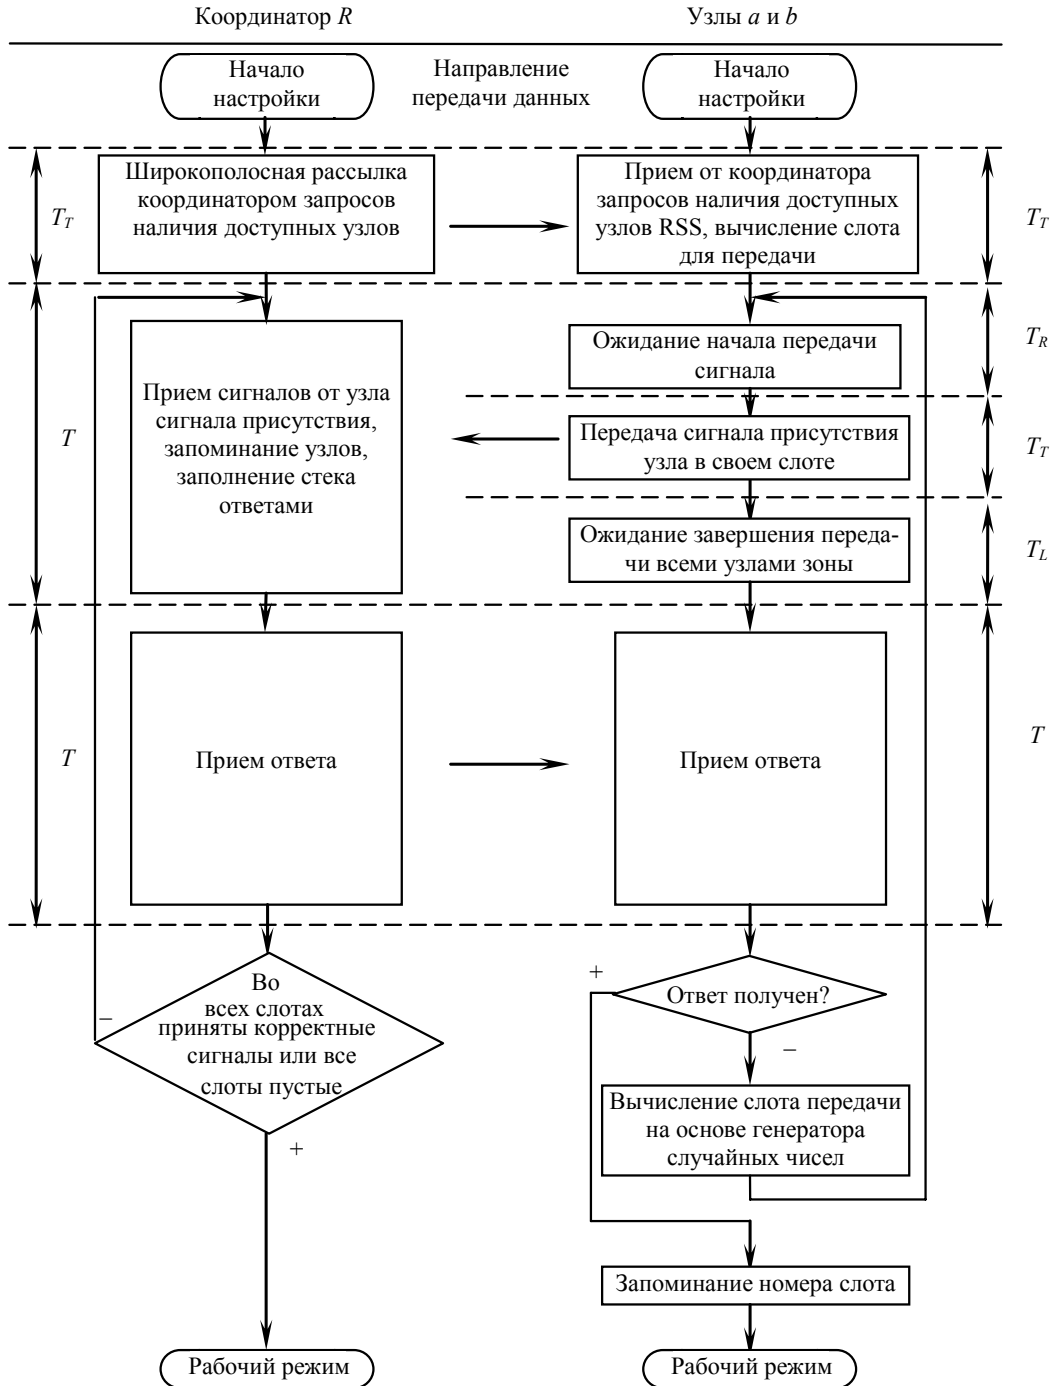 Координатор R
Узлы a и b
Начало
настройки
Направление
передачи данных
Начало
настройки
T_T
Широкополосная рассылка
координатором запросов
наличия доступных узлов
Прием от координатора
запросов наличия доступных
узлов RSS, вычисление слота
для передачи
T_T
T
Прием сигналов от узла
сигнала присутствия,
запоминание узлов,
заполнение стека
ответами
Ожидание начала передачи
сигнала
T_R
Передача сигнала присутствия
узла в своем слоте
T_T
Ожидание завершения переда-
чи всеми узлами зоны
T_L
T
Прием ответа
Прием ответа
T
Во
всех слотах
приняты корректные
сигналы или все
слоты пустые
–
+
Ответ получен?
+
–
Вычисление слота передачи
на основе генератора
случайных чисел
Запоминание номера слота
Рабочий режим
Рабочий режим